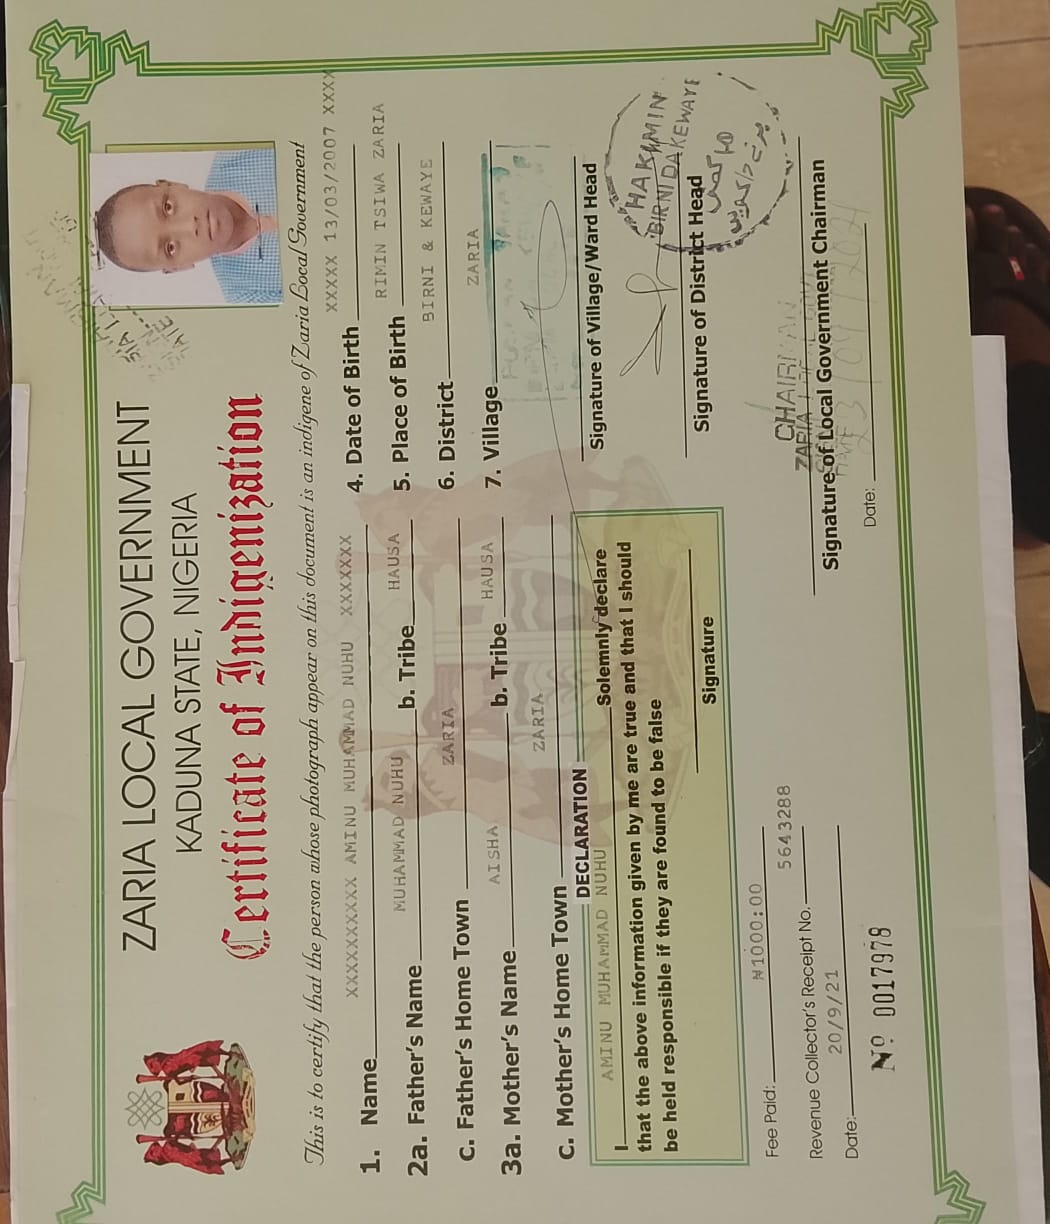 ZARIA LOCAL GOVERNMENT
KADUNA STATE, NIGERIA
Certificate of Indigenization
This is to certify that the person whose photograph appear on this document is an indigene of Zaria Local Government
1. Name XXXXXXXXXX AMINU MUHAMMAD NUHU XXXXXXX
2a. Father's Name MUHAMMAD NUHU b. Tribe HAUSA
C. Father's Home Town ZARIA
3a. Mother's Name AISHA b. Tribe HAUSA
C. Mother's Home Town ZARIA
4. Date of Birth XXXXX 13/03/2007 XXXX
5. Place of Birth RIMIN TSIWA ZARIA
6. District BIRNI & KEWAYE
7. Village ZARIA
DECLARATION
I AMINU MUHAMMAD NUHU Solemnly declare
that the above information given by me are true and that I should
be held responsible if they are found to be false
Signature
Signature of Village/Ward Head
HAKIMIN
BIRNI DA KEWAYE
Signature of District Head
CHAIRMAN
ZARIA
Signature of Local Government Chairman
Date:
Fee Paid: ₦1000:00
Revenue Collector's Receipt No. 5643288
Date: 20/9/21
Nº 0017978